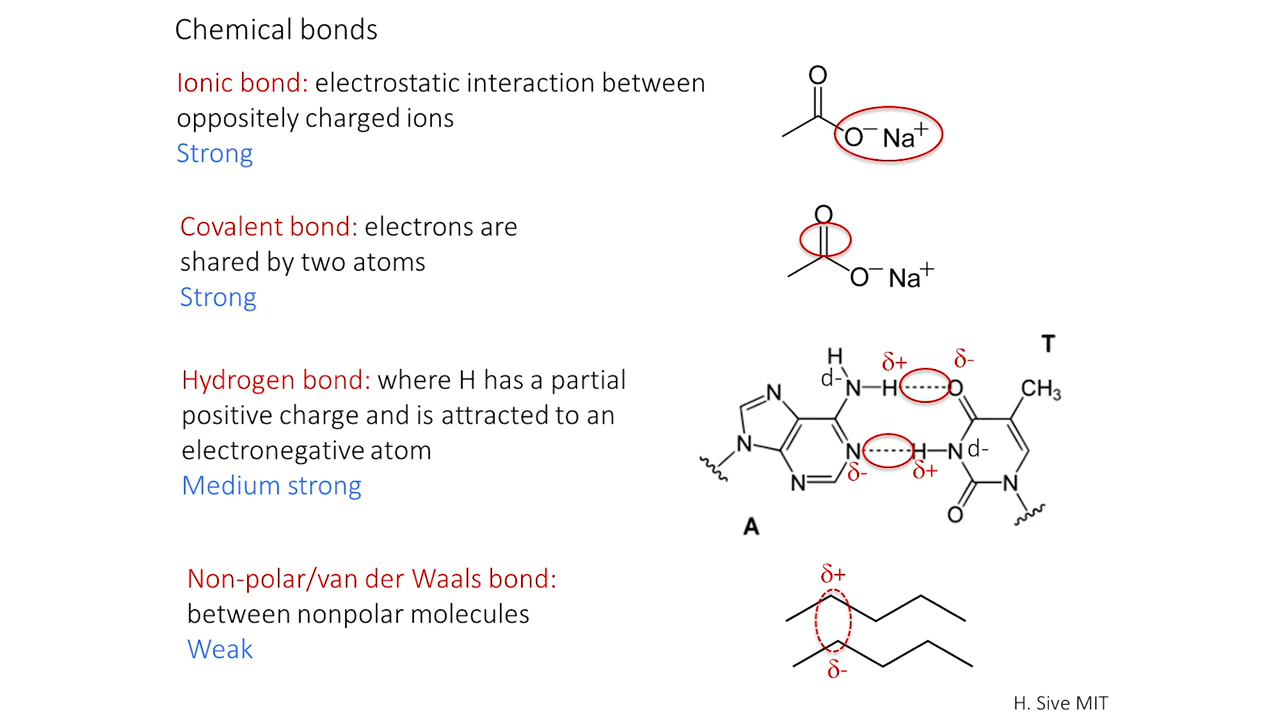 Chemical bonds
Ionic bond: electrostatic interaction between
oppositely charged ions
Strong
O
O⁻ Na⁺
Covalent bond: electrons are
shared by two atoms
Strong
O
O⁻ Na⁺
Hydrogen bond: where H has a partial
positive charge and is attracted to an
electronegative atom
Medium strong
T
H δ+ δ-
d- N H O CH₃
N
N N H N d-
δ- δ+
N N
O
A
Non-polar/van der Waals bond:
between nonpolar molecules
Weak
δ+
δ-
H. Sive MIT